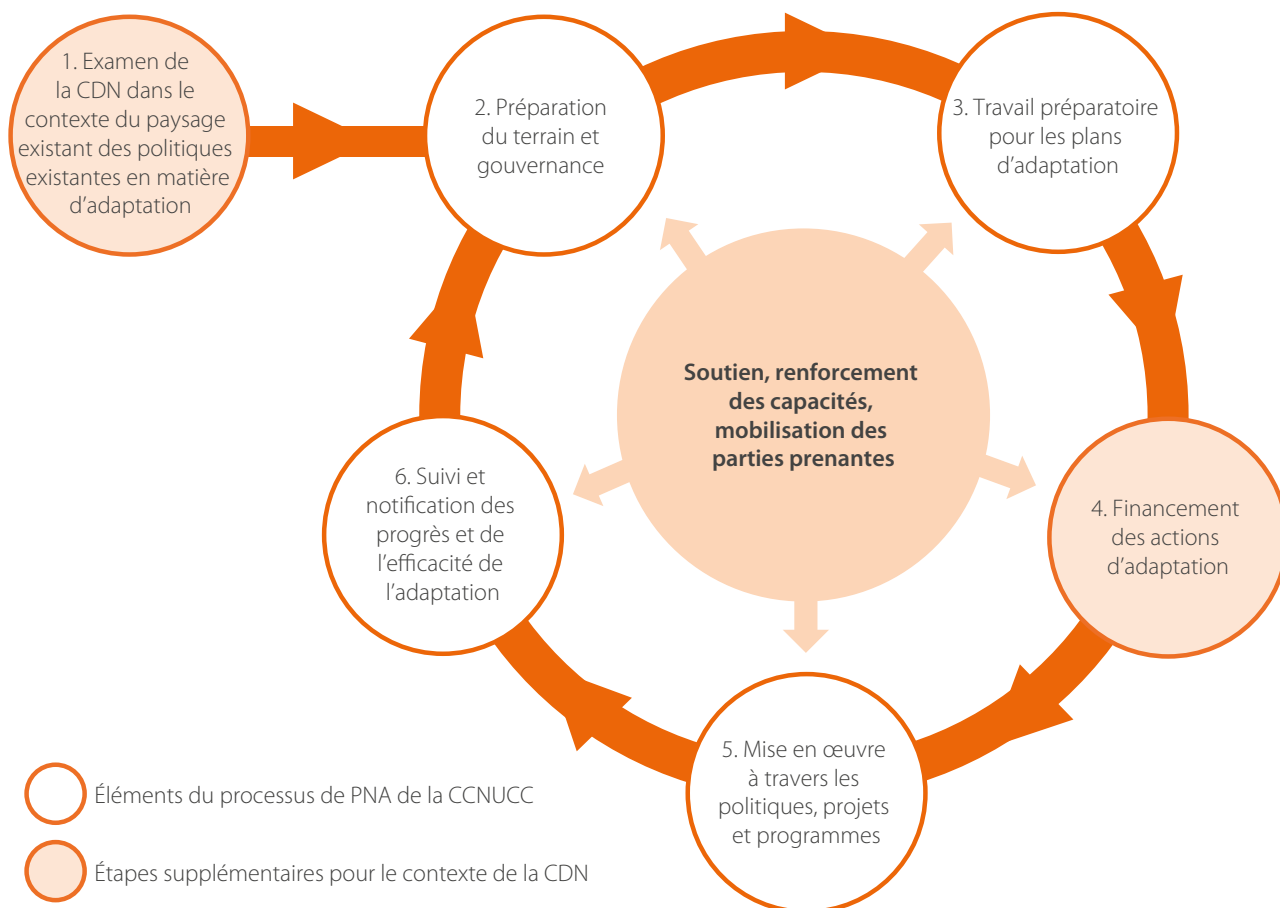 1. Examen de
la CDN dans le
contexte du paysage
existant des politiques
existantes en matière
d’adaptation
2. Préparation
du terrain et
gouvernance
3. Travail préparatoire
pour les plans
d’adaptation
Soutien, renforcement
des capacités,
mobilisation des
parties prenantes
4. Financement
des actions
d’adaptation
5. Mise en œuvre
à travers les
politiques, projets
et programmes
6. Suivi et
notification des
progrès et de
l’efficacité de
l’adaptation
Éléments du processus de PNA de la CCNUCC
Étapes supplémentaires pour le contexte de la CDN